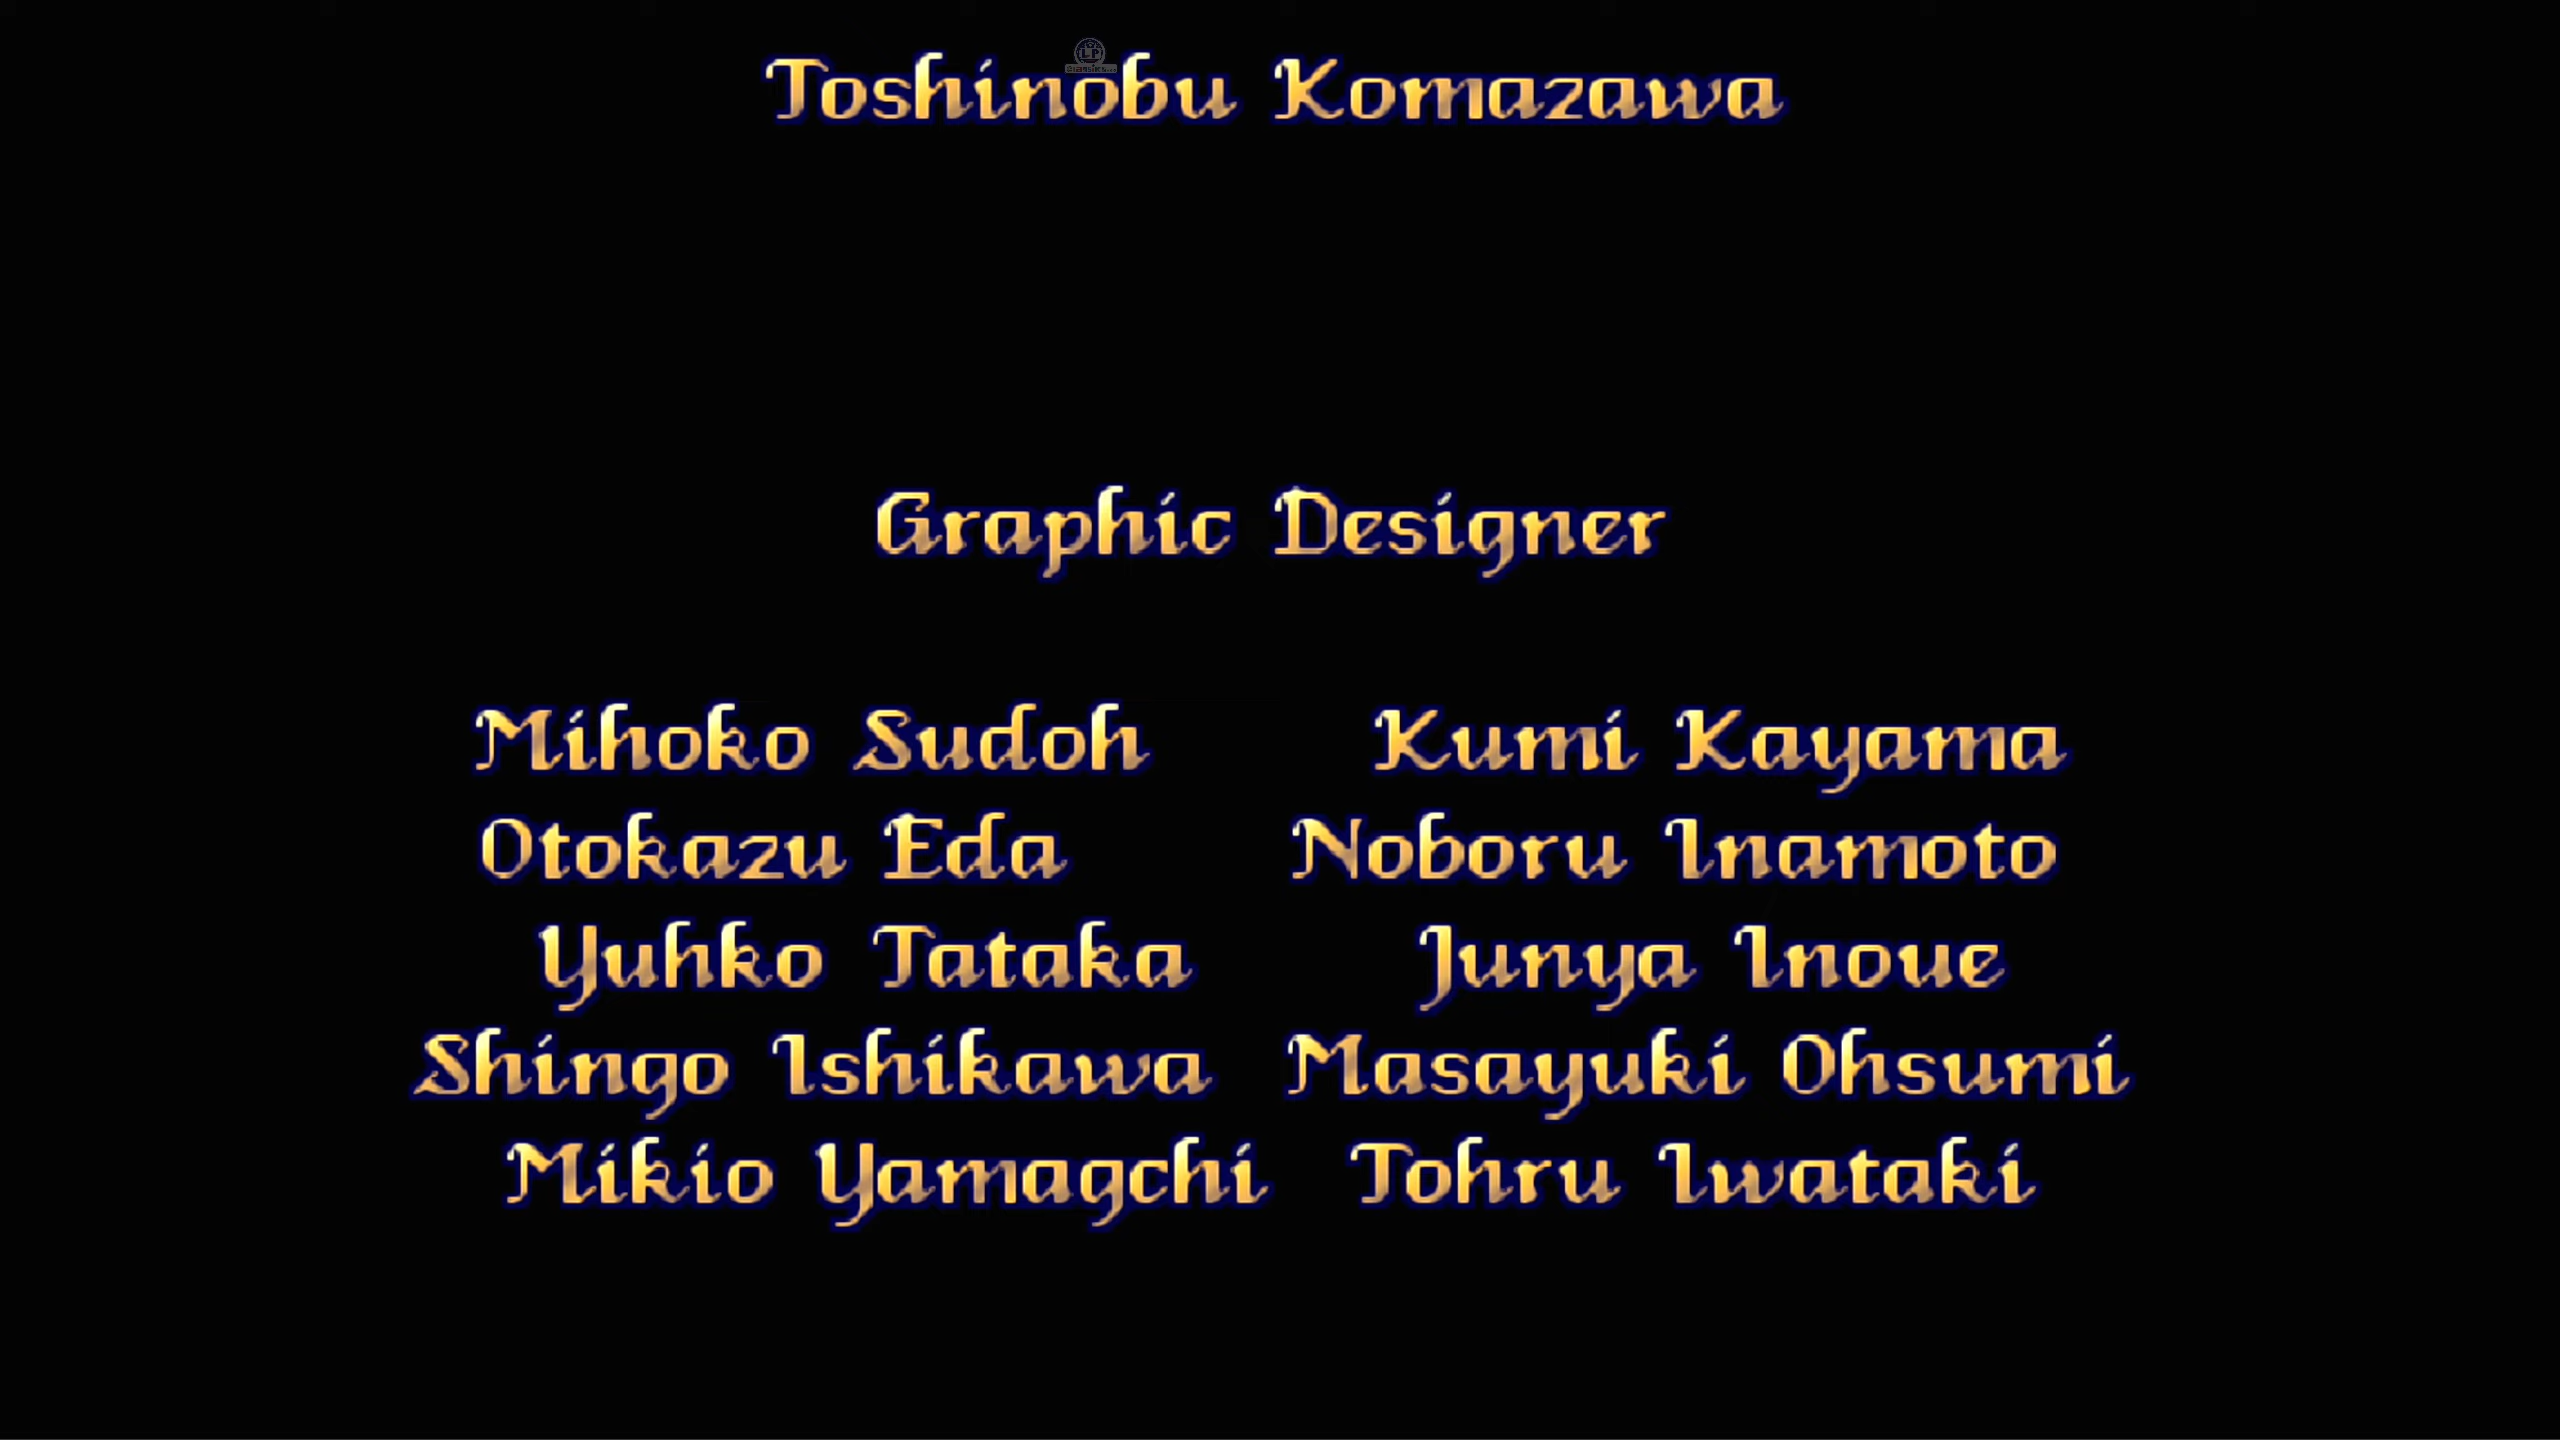 Toshinobu Komazawa
Graphic Designer
Mihoko Sudoh Kumi Kayama
Otokazu Eda Noboru Inamoto
Yuhko Tataka Junya Inoue
Shingo Ishikawa Masayuki Ohsumi
Mikio Yamagchi Tohru Iwataki